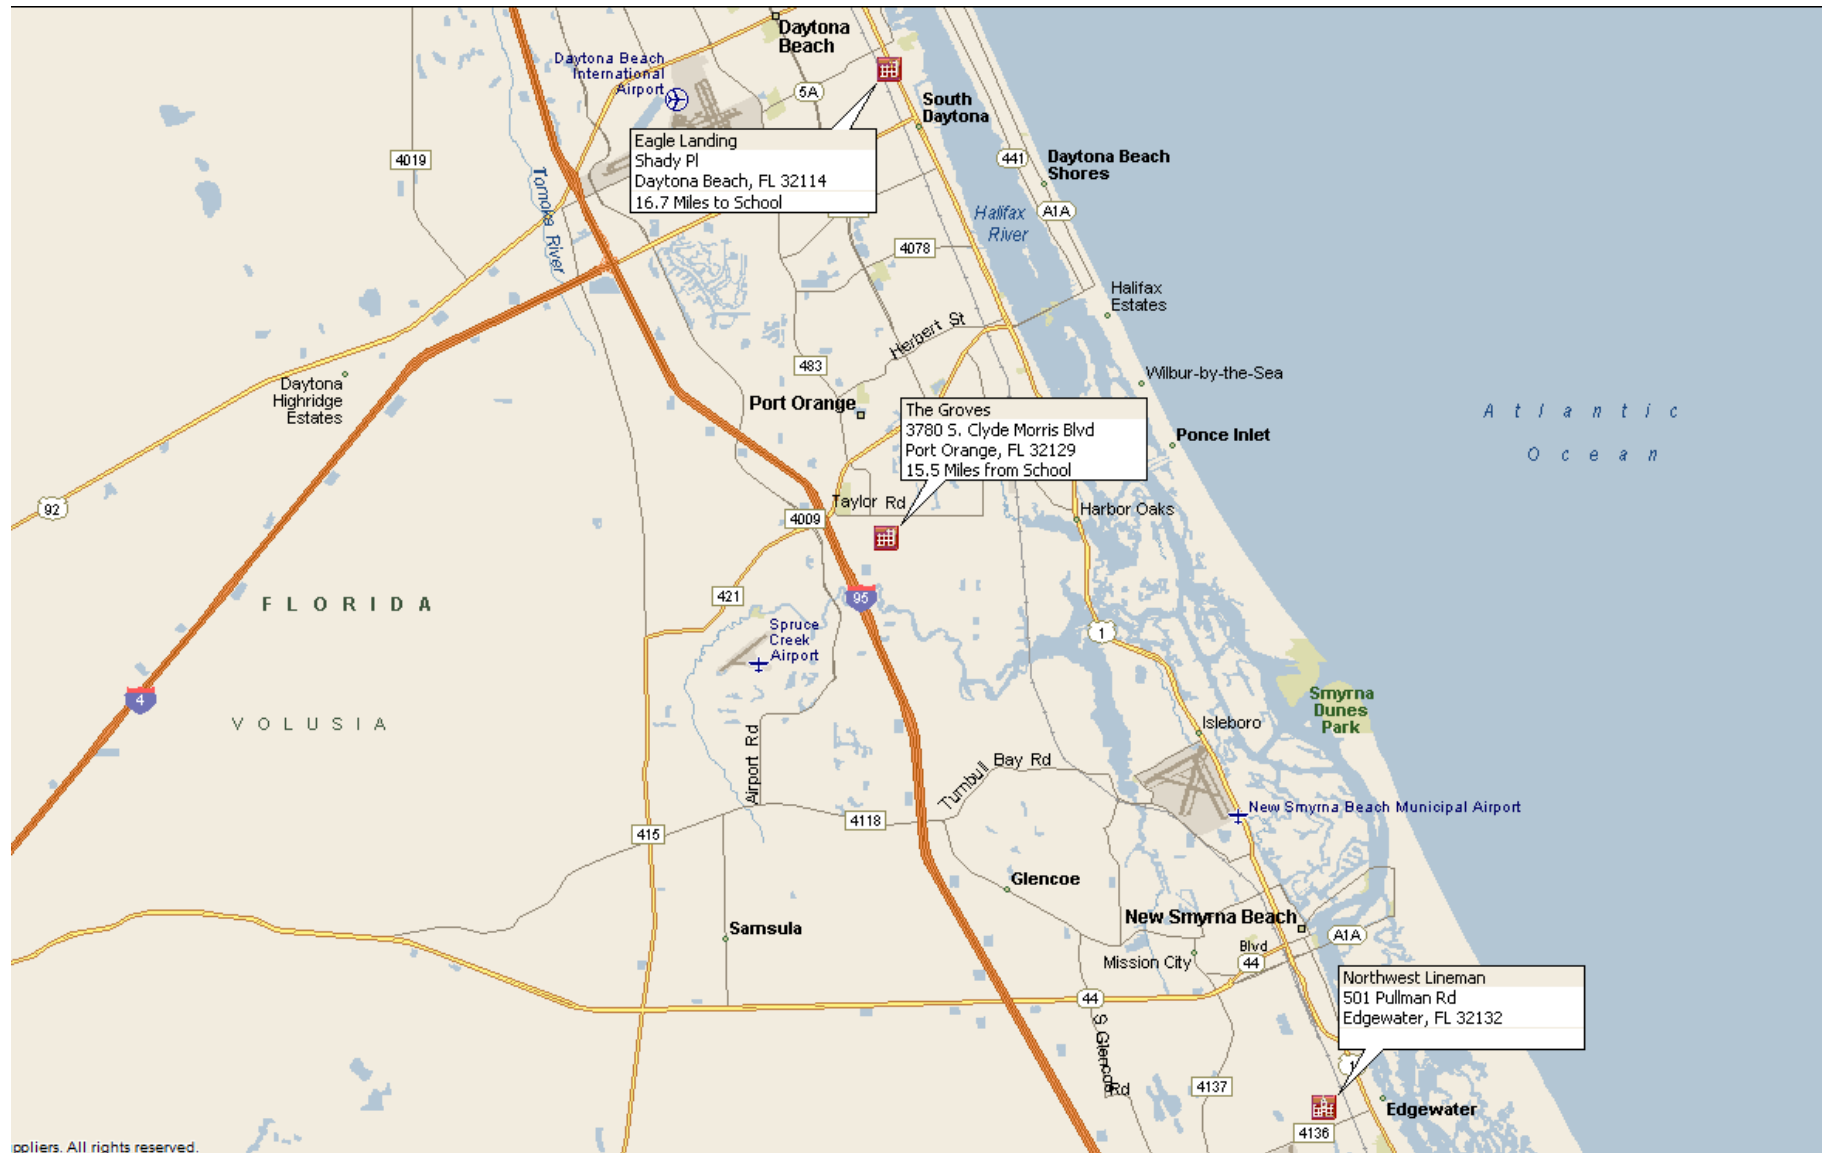 Daytona
Beach
Daytona Beach
International
Airport
5A
South
Daytona
Eagle Landing
Shady Pl
Daytona Beach, FL 32114
16.7 Miles to School
4019
441
Daytona Beach
Shores
Tomoka River
Halifax
River
A1A
4078
Halifax
Estates
Herbert St
483
Wilbur-by-the-Sea
Daytona
Highridge
Estates
Port Orange
The Groves
3780 S. Clyde Morris Blvd
Port Orange, FL 32129
15.5 Miles from School
Ponce Inlet
Atlantic
Ocean
92
Taylor Rd
4009
Harbor Oaks
421
95
FLORIDA
Spruce
Creek
Airport
1
4
VOLUSIA
Smyrna
Dunes
Park
Isleboro
Airport Rd
Turnbull Bay Rd
New Smyrna Beach Municipal Airport
415
4118
Glencoe
New Smyrna Beach
Samsula
A1A
Blvd
44
Mission City
Northwest Lineman
501 Pullman Rd
Edgewater, FL 32132
44
S Glencoe Rd
1
4137
Edgewater
4136
ppliers. All rights reserved.